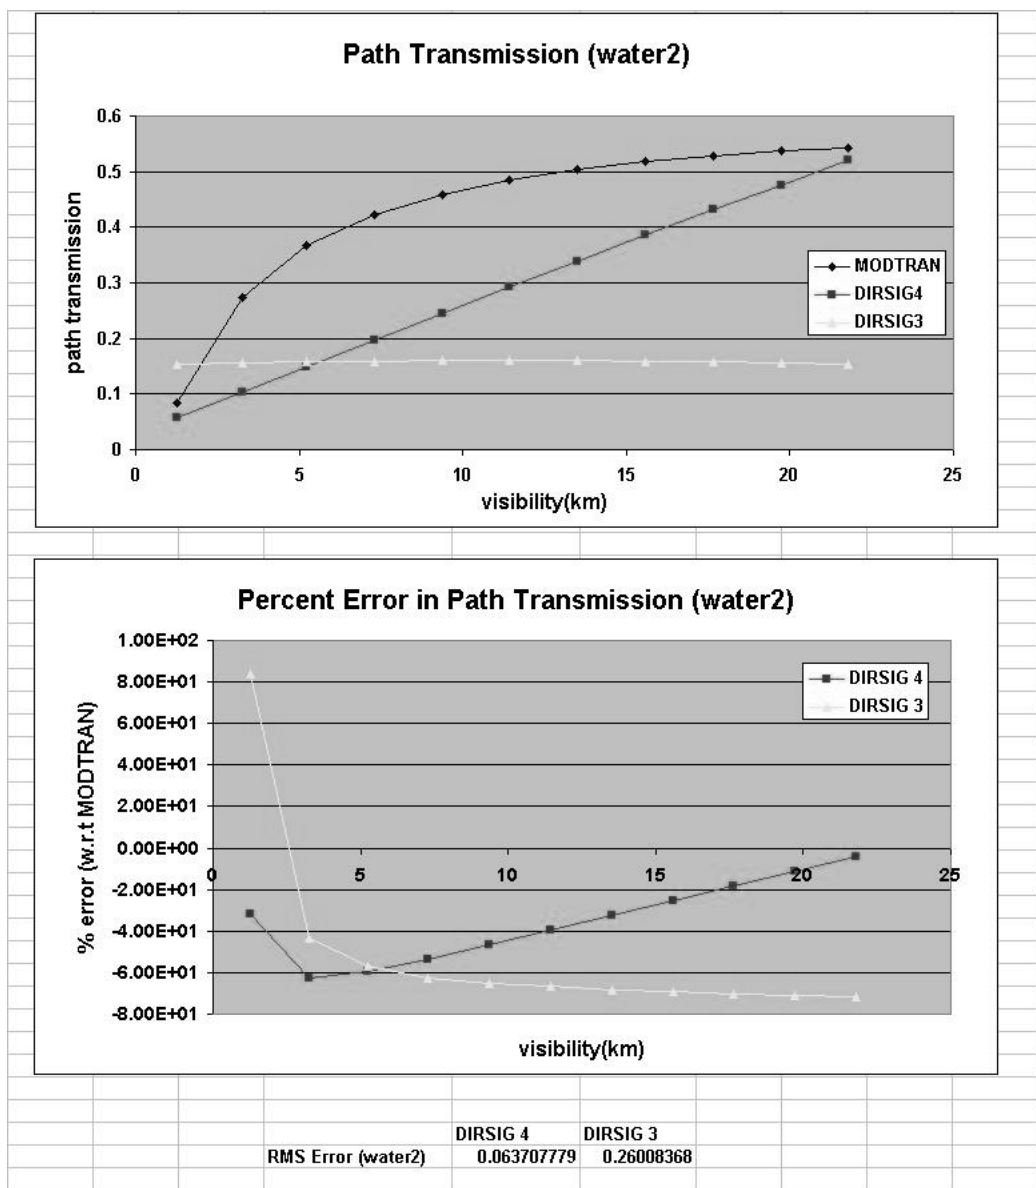 Path Transmission (water2)
path transmission
0.6
0.5
0.4
0.3
0.2
0.1
0
0 5 10 15 20 25
visibility(km)
MODTRAN
DIRSIG4
DIRSIG3
Percent Error in Path Transmission (water2)
% error (w.r.t MODTRAN)
1.00E+02
8.00E+01
6.00E+01
4.00E+01
2.00E+01
0.00E+00
-2.00E+01
-4.00E+01
-6.00E+01
-8.00E+01
0 5 10 15 20 25
visibility(km)
DIRSIG 4
DIRSIG 3
DIRSIG 4 DIRSIG 3
RMS Error (water2) 0.063707779 0.26008368